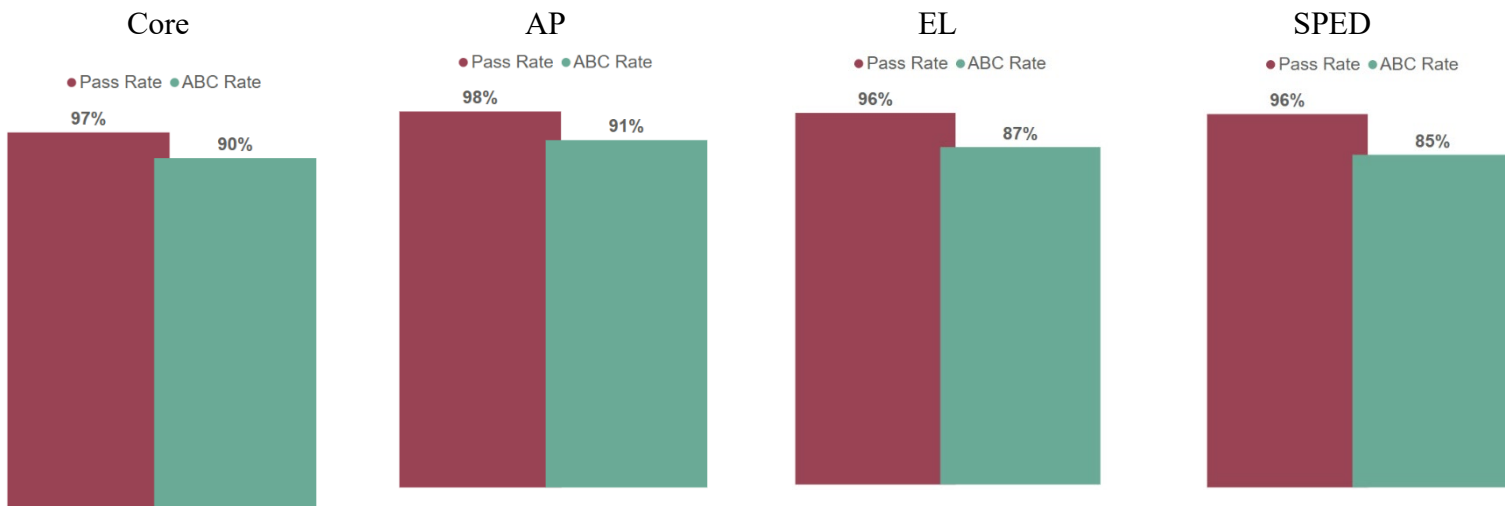 Core
Pass Rate ABC Rate
97%
90%
AP
Pass Rate ABC Rate
98%
91%
EL
Pass Rate ABC Rate
96%
87%
SPED
Pass Rate ABC Rate
96%
85%